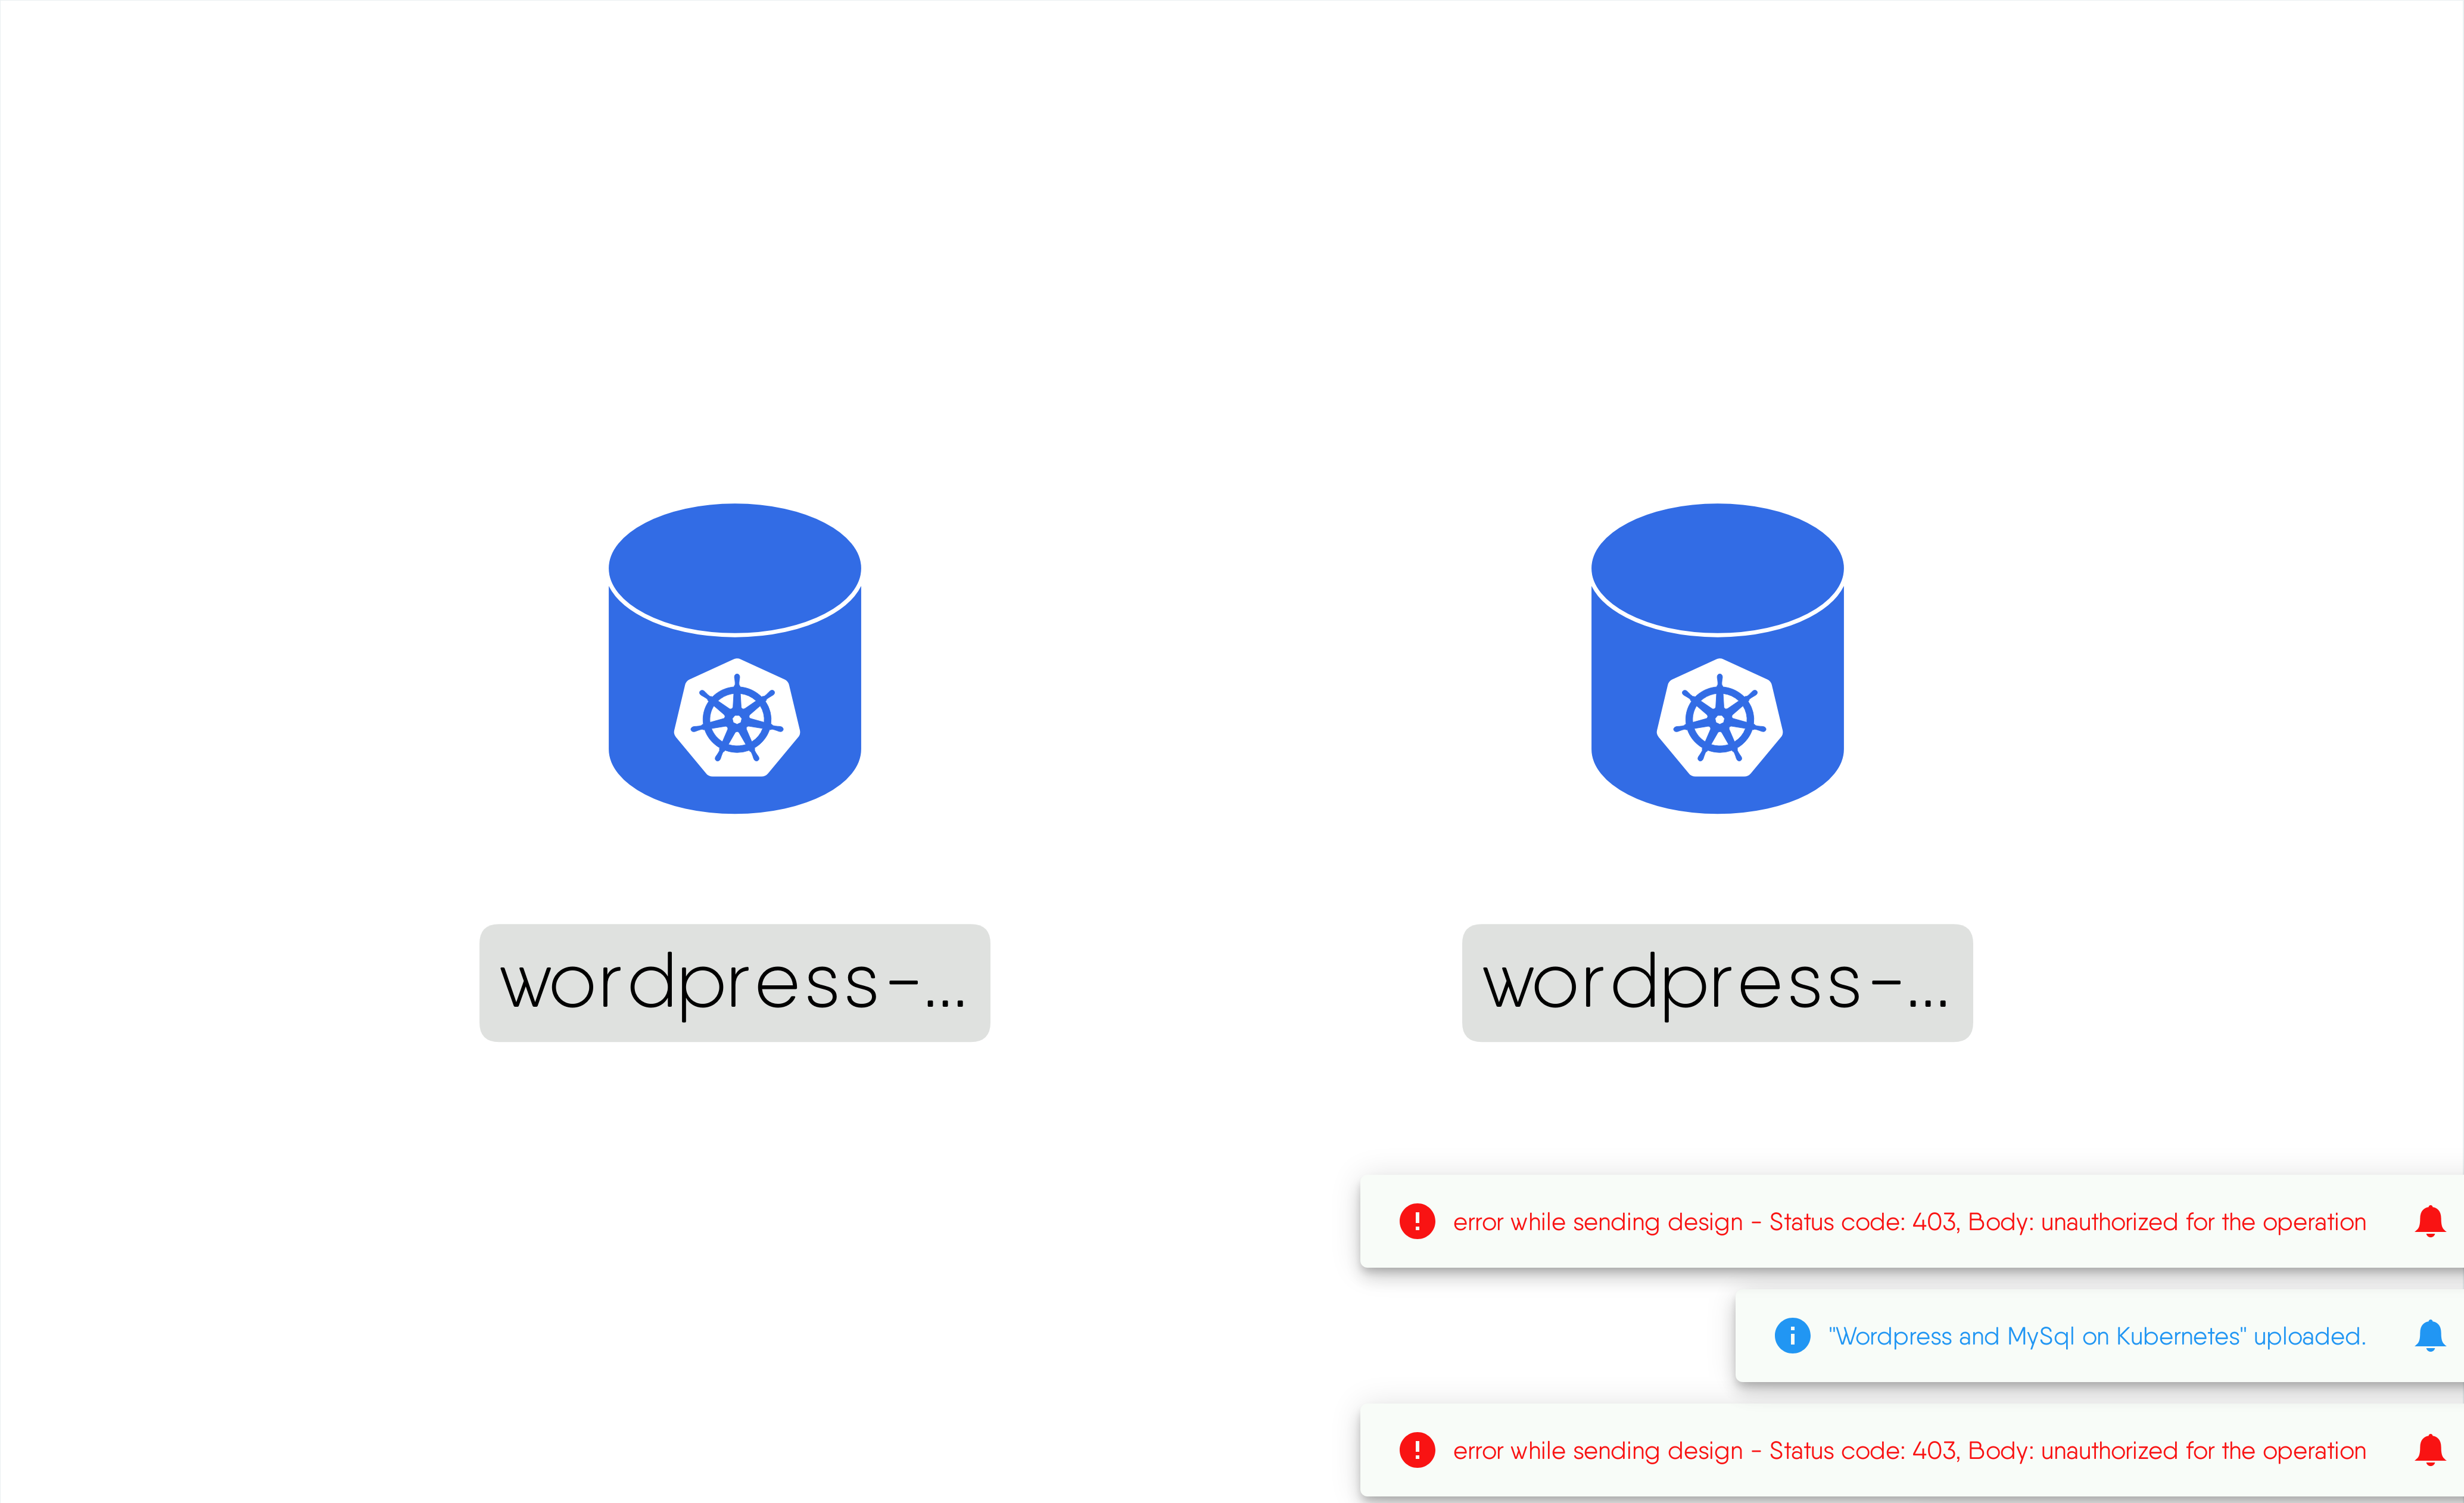 wordpress-...
wordpress-...
error while sending design - Status code: 403, Body: unauthorized for the operation
"Wordpress and MySql on Kubernetes" uploaded.
error while sending design - Status code: 403, Body: unauthorized for the operation